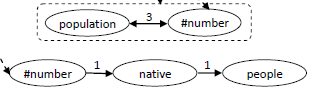 population 3 #number
#number 1 native 1 people